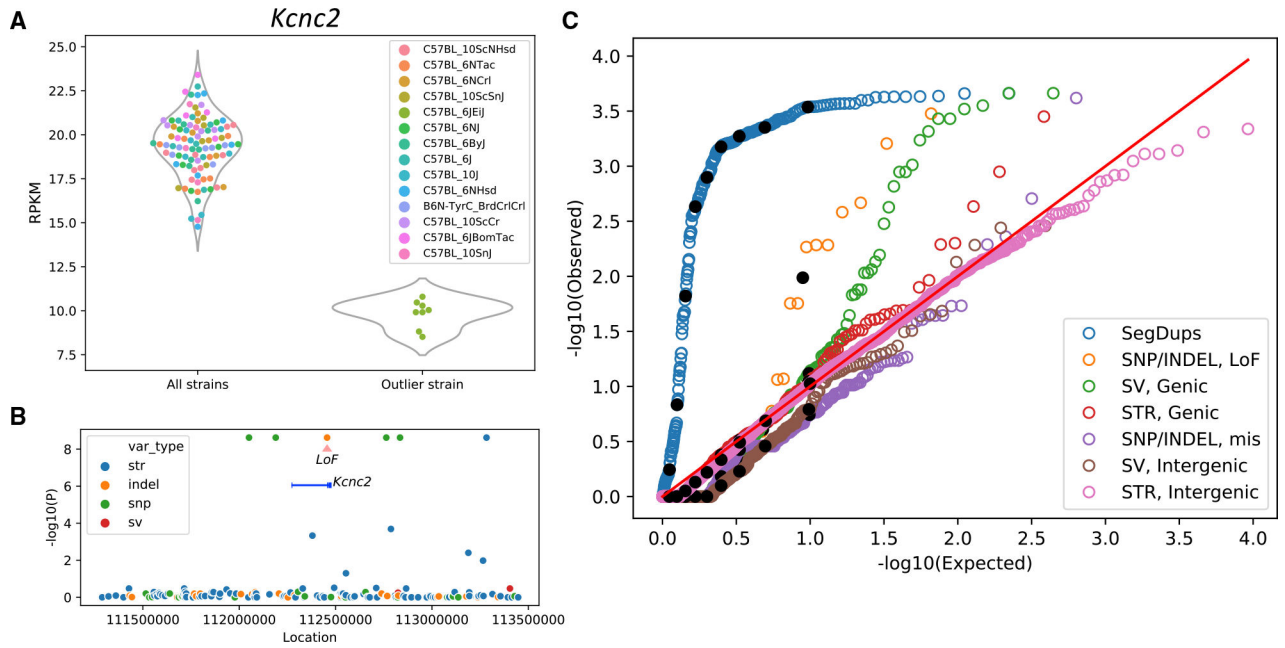 A
Kcnc2
RPKM
25.0
22.5
20.0
17.5
15.0
12.5
10.0
7.5
All strains
Outlier strain
C57BL_10ScNHsd
C57BL_6NTac
C57BL_6NCrl
C57BL_10ScSnJ
C57BL_6JEiJ
C57BL_6NJ
C57BL_6ByJ
C57BL_6J
C57BL_10J
C57BL_6NHsd
B6N-TyrC_BrdCrlCrl
C57BL_10ScCr
C57BL_6JBomTac
C57BL_10SnJ
B
-log10(P)
8
6
4
2
0
var_type
str
indel
snp
sv
LoF
Kcnc2
111500000 112000000 112500000 113000000 113500000
Location
C
-log10(Observed)
4.0
3.5
3.0
2.5
2.0
1.5
1.0
0.5
0.0
SegDups
SNP/INDEL, LoF
SV, Genic
STR, Genic
SNP/INDEL, mis
SV, Intergenic
STR, Intergenic
0.0 0.5 1.0 1.5 2.0 2.5 3.0 3.5 4.0
-log10(Expected)